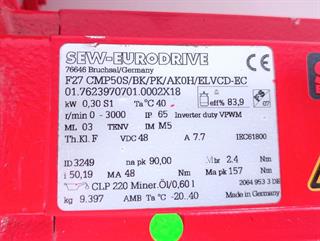 SEW-EURODRIVE
76646 Bruchsal/Germany
F27 CMP50S/BK/PK/AK0H/ELVCD-EC
01.7623970701.0002X18
kW 0,30 S1 Ta°C 40 eff% 83,9
r/min 0 - 3000 IP 65 Inverter duty VPWM
ML 03 TENV IM M5
Th.Kl. F VDC 48 A 7.7 IEC61800
ID 3249 na pk 90,00 Mbr 2.4 Nm
i 50,19 MA 48 Nm Ma pk 157 Nm
CLP 220 Miner.Öl/0,60 l 2064 953 3 DE
kg 9.397 AMB Ta °C -20..40 Made in Germany